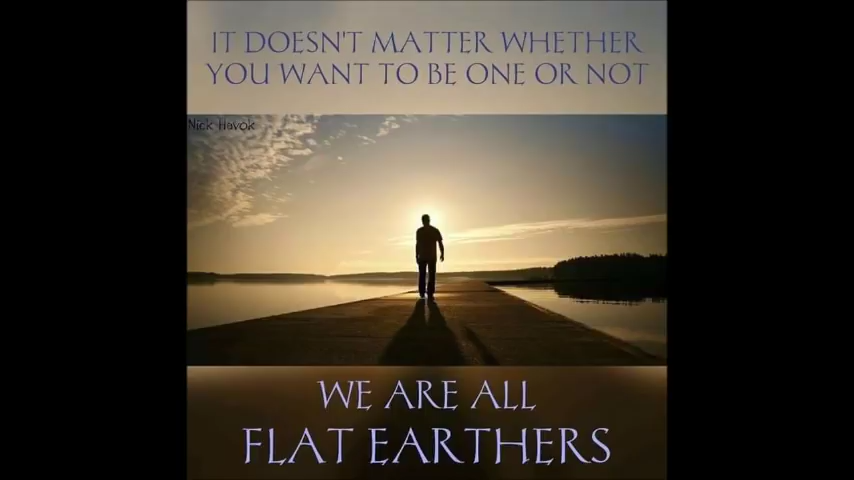 IT DOESN'T MATTER WHETHER
YOU WANT TO BE ONE OR NOT
Nick Havok
WE ARE ALL
FLAT EARTHERS